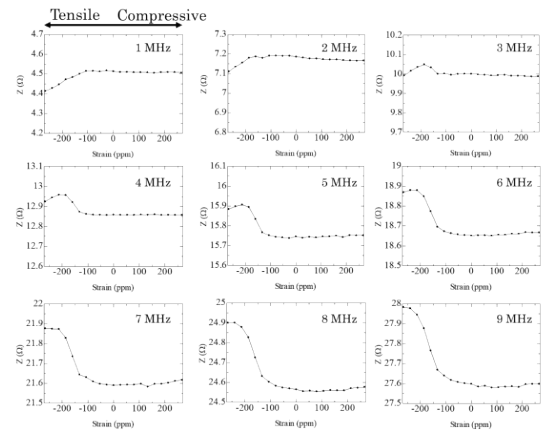 Tensile Compressive
4.7
4.6
4.5
4.4
4.3
4.2
Z (Ω)
1 MHz
-200 -100 0 100 200
Strain (ppm)
7.3
7.2
7.1
7
6.9
6.8
Z (Ω)
2 MHz
-200 -100 0 100 200
Strain (ppm)
10.2
10.1
10
9.9
9.8
9.7
Z (Ω)
3 MHz
-200 -100 0 100 200
Strain (ppm)
13.1
13
12.9
12.8
12.7
12.6
Z (Ω)
4 MHz
-200 -100 0 100 200
Strain (ppm)
16.1
16
15.9
15.8
15.7
15.6
Z (Ω)
5 MHz
-200 -100 0 100 200
Strain (ppm)
19
18.9
18.8
18.7
18.6
18.5
Z (Ω)
6 MHz
-200 -100 0 100 200
Strain (ppm)
22
21.9
21.8
21.7
21.6
21.5
Z (Ω)
7 MHz
-200 -100 0 100 200
Strain (ppm)
25
24.9
24.8
24.7
24.6
24.5
Z (Ω)
8 MHz
-200 -100 0 100 200
Strain (ppm)
28
27.9
27.8
27.7
27.6
27.5
Z (Ω)
9 MHz
-200 -100 0 100 200
Strain (ppm)